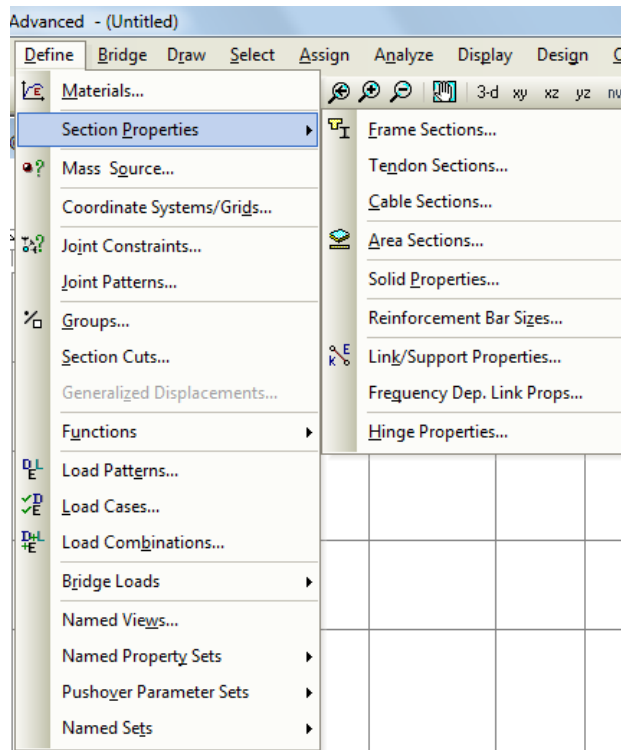 Advanced - (Untitled)
Define Bridge Draw Select Assign Analyze Display Design
3-d xy xz yz
Materials...
Section Properties
Mass Source...
Coordinate Systems/Grids...
Joint Constraints...
Joint Patterns...
Groups...
Section Cuts...
Generalized Displacements...
Functions
Load Patterns...
Load Cases...
Load Combinations...
Bridge Loads
Named Views...
Named Property Sets
Pushover Parameter Sets
Named Sets
Frame Sections...
Tendon Sections...
Cable Sections...
Area Sections...
Solid Properties...
Reinforcement Bar Sizes...
Link/Support Properties...
Frequency Dep. Link Props...
Hinge Properties...